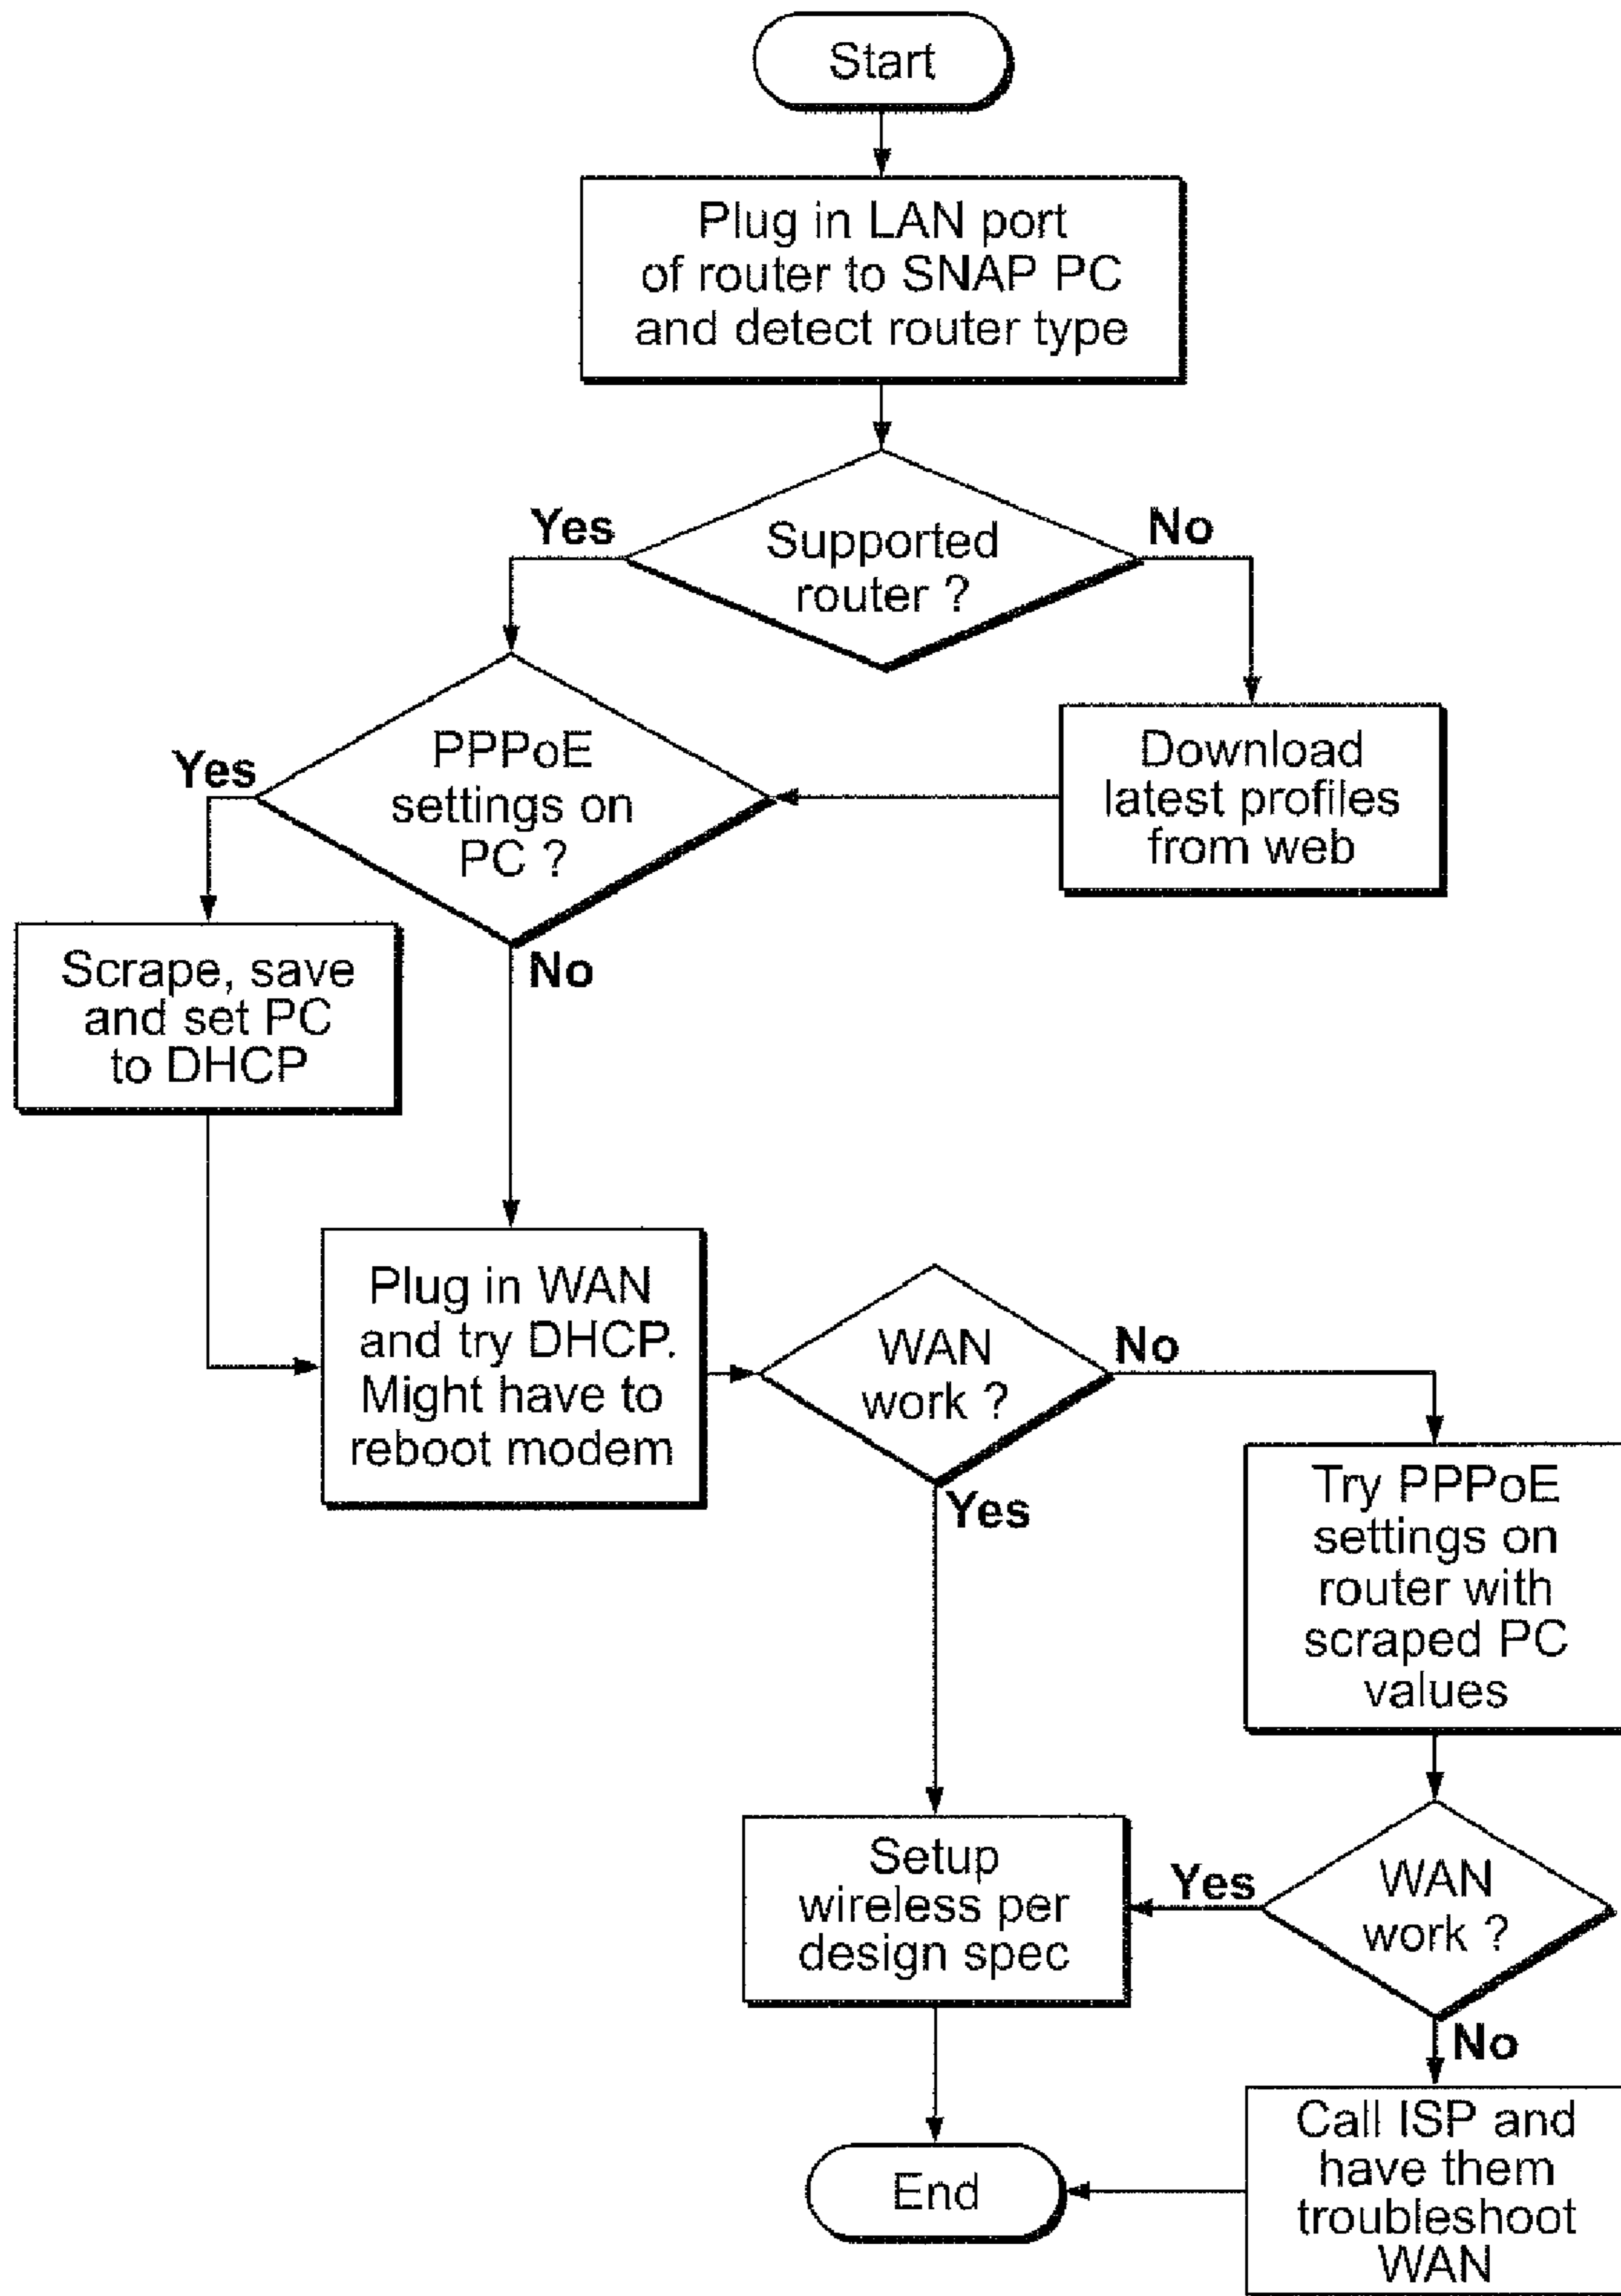 Start
Plug in LAN port
of router to SNAP PC
and detect router type
Yes
No
Supported
router ?
Yes
PPPoE
settings on
PC ?
Download
latest profiles
from web
No
Scrape, save
and set PC
to DHCP
Plug in WAN
and try DHCP.
Might have to
reboot modem
WAN
work ?
No
Yes
Try PPPoE
settings on
router with
scraped PC
values
Setup
wireless per
design spec
Yes
WAN
work ?
No
End
Call ISP and
have them
troubleshoot
WAN